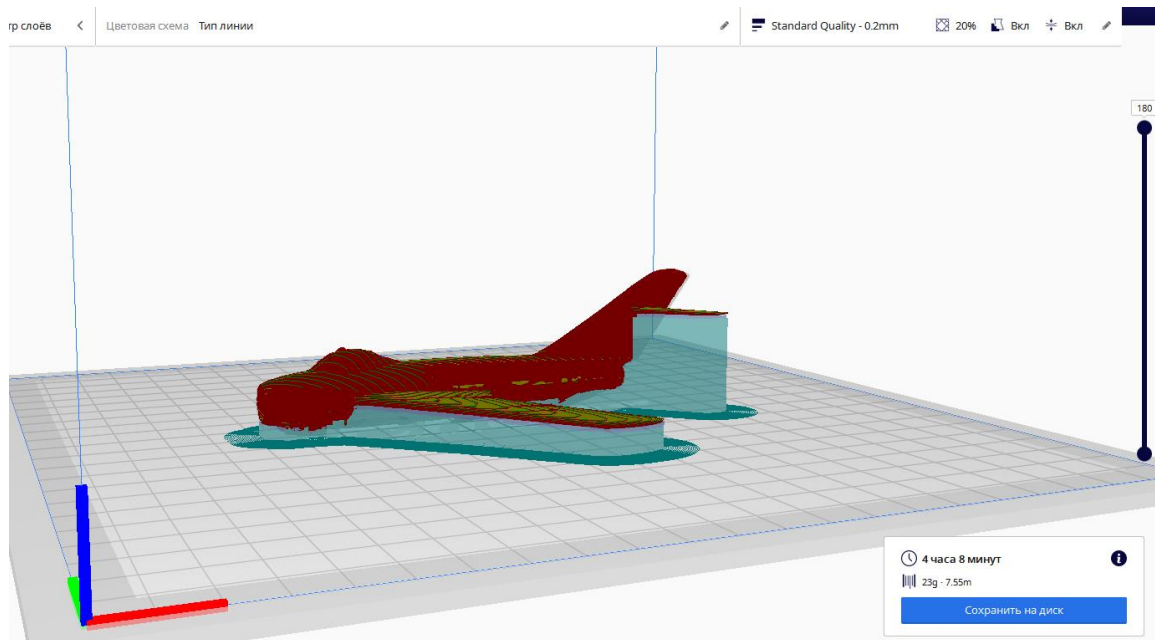 р слоёв
Цветовая схема Тип линии
Standard Quality - 0.2mm 20% Вкл Вкл
180
4 часа 8 минут
23g · 7.55m
Сохранить на диск